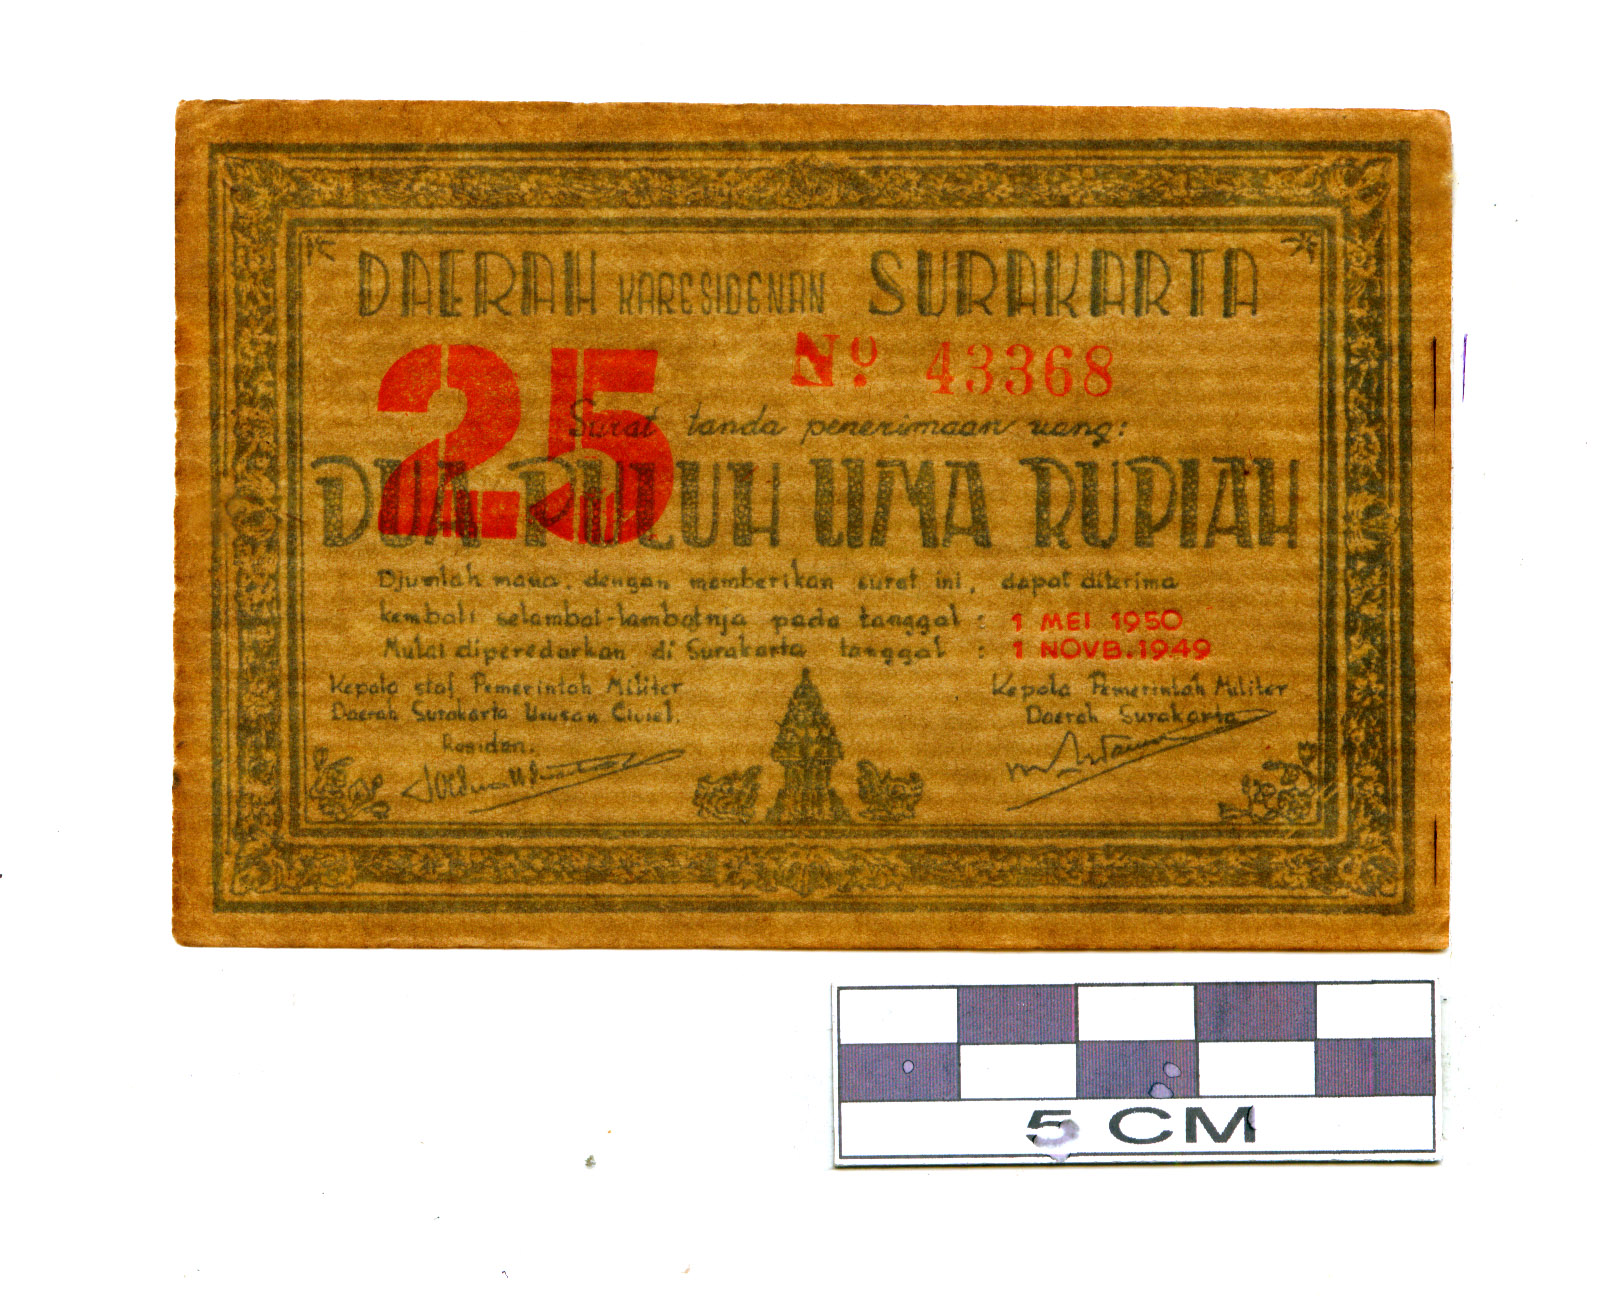 DAERAH KARESIDENAN SURAKARTA
25 No. 43368
Surat tanda penerimaan uang:
DUA PULUH LIMA RUPIAH
Djumlah mana, dengan memberikan surat ini, dapat diterima
kembali selambat-lambatnja pada tanggal : 1 MEI 1950
Mulai diperedarkan di Surakarta tanggal : 1 NOVB. 1949
Kepala staf Pemerintah Militer
Daerah Surakarta Urusan Civiel.
Residen.
Kepala Pemerintah Militer
Daerah Surakarta
5 CM